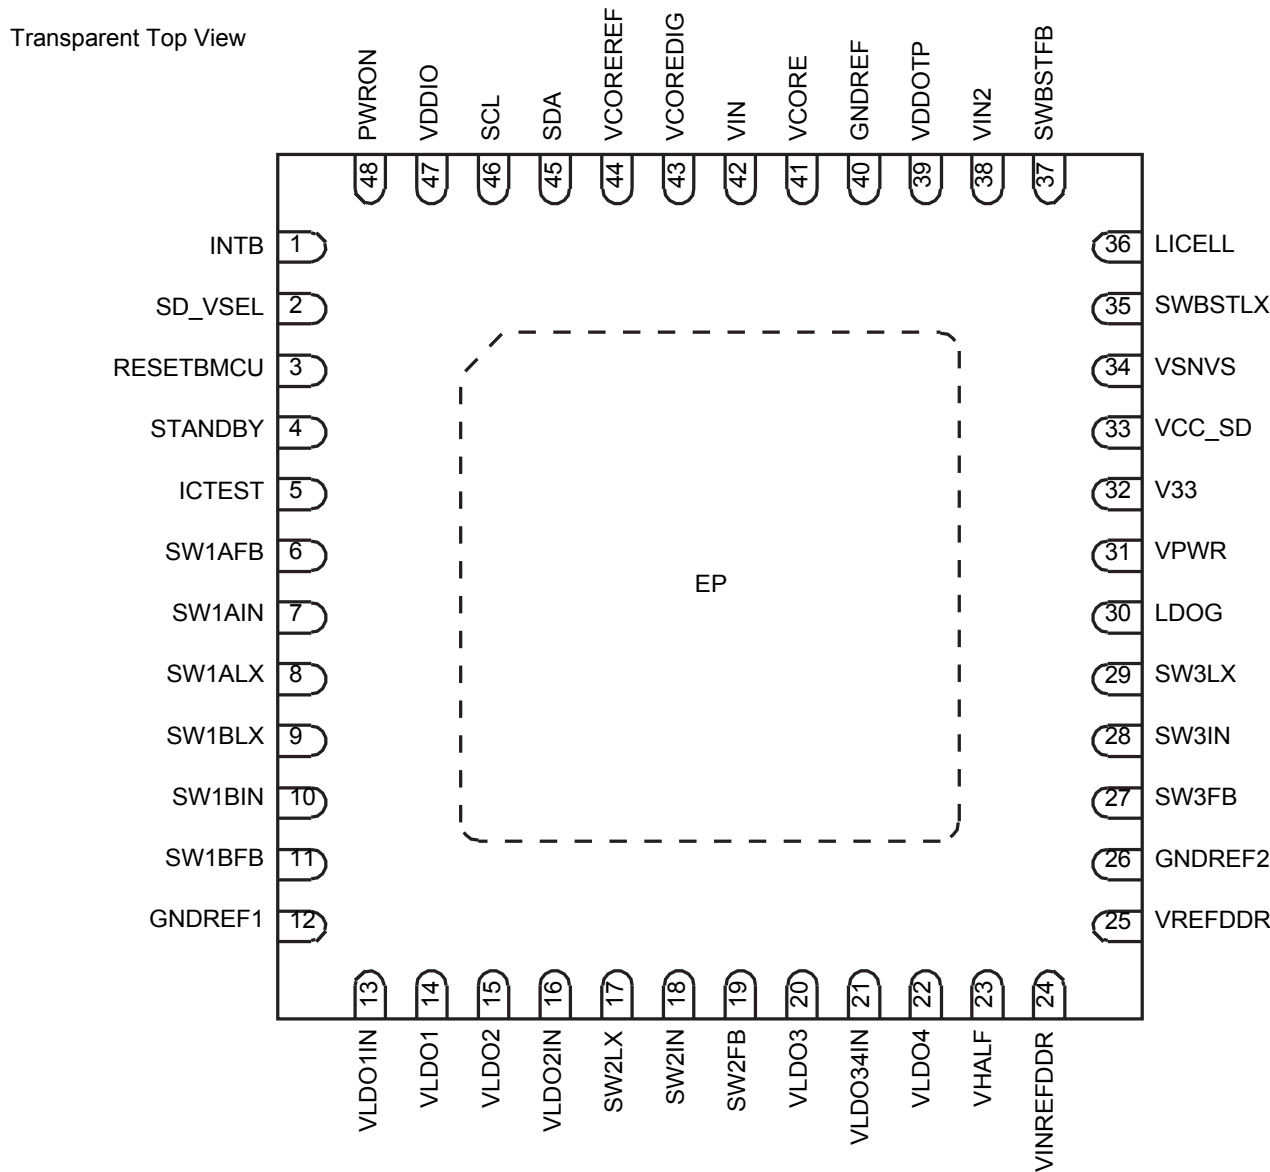 Transparent Top View
PWRON
VDDIO
SCL
SDA
VCOREREF
VCOREDIG
VIN
VCORE
GNDREF
VDDOTP
VIN2
SWBSTFB
48
47
46
45
44
43
42
41
40
39
38
37
INTB 1
SD_VSEL 2
RESETBMCU 3
STANDBY 4
ICTEST 5
SW1AFB 6
SW1AIN 7
SW1ALX 8
SW1BLX 9
SW1BIN 10
SW1BFB 11
GNDREF1 12
EP
36 LICELL
35 SWBSTLX
34 VSNVS
33 VCC_SD
32 V33
31 VPWR
30 LDOG
29 SW3LX
28 SW3IN
27 SW3FB
26 GNDREF2
25 VREFDDR
13
14
15
16
17
18
19
20
21
22
23
24
VLDO1IN
VLDO1
VLDO2
VLDO2IN
SW2LX
SW2IN
SW2FB
VLDO3
VLDO34IN
VLDO4
VHALF
VINREFDDR